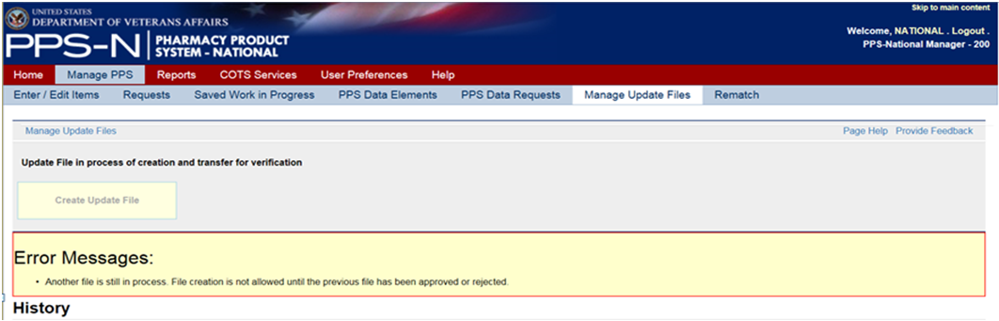 Skip to main content
UNITED STATES
DEPARTMENT OF VETERANS AFFAIRS
PPS-N PHARMACY PRODUCT
SYSTEM - NATIONAL
Welcome, NATIONAL . Logout .
PPS-National Manager - 200
Home Manage PPS Reports COTS Services User Preferences Help
Enter / Edit Items Requests Saved Work in Progress PPS Data Elements PPS Data Requests Manage Update Files Rematch
Manage Update Files Page Help Provide Feedback
Update File in process of creation and transfer for verification
Create Update File
Error Messages:
• Another file is still in process. File creation is not allowed until the previous file has been approved or rejected.
History